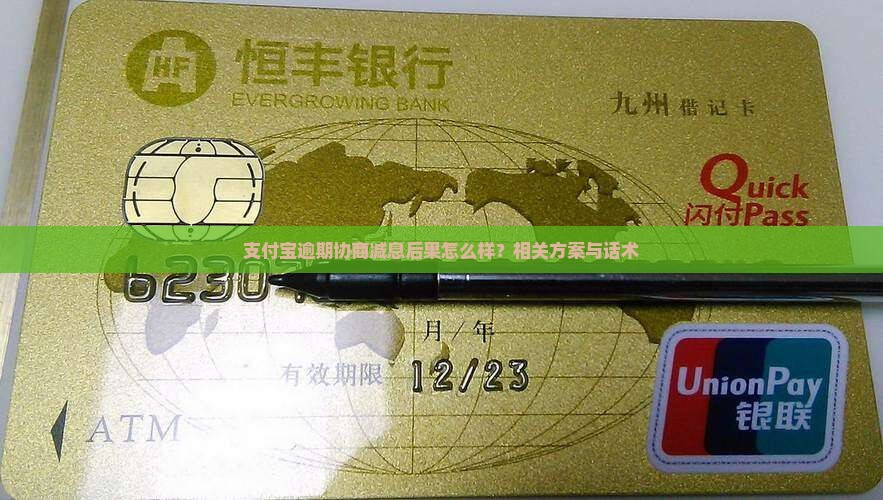 HF
恒丰银行
EVERGROWING BANK
九州 借记卡
Quick
闪付Pass
支付宝逾期协商减息后果怎么样？相关方案与话术
6230
月/年
有效期限 12/23
ATM
UnionPay
银联